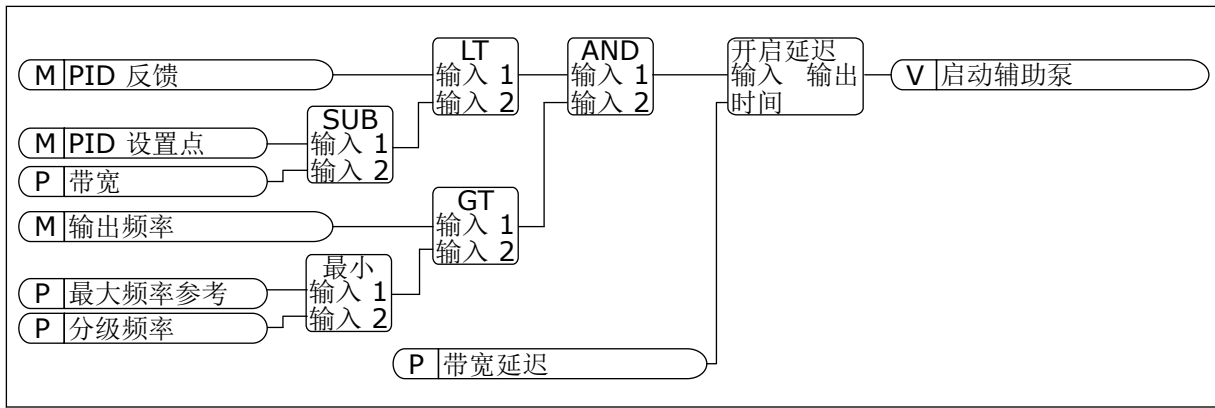 M PID 反馈
LT
输入 1
输入 2
AND
输入 1
输入 2
开启延迟
输入 输出
时间
V 启动辅助泵
M PID 设置点
P 带宽
SUB
输入 1
输入 2
M 输出频率
GT
输入 1
输入 2
P 最大频率参考
P 分级频率
最小
输入 1
输入 2
P 带宽延迟